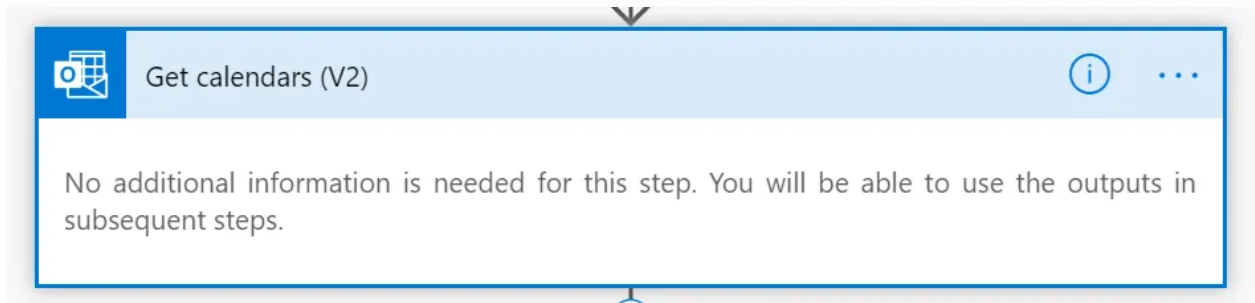 Get calendars (V2)
No additional information is needed for this step. You will be able to use the outputs in
subsequent steps.